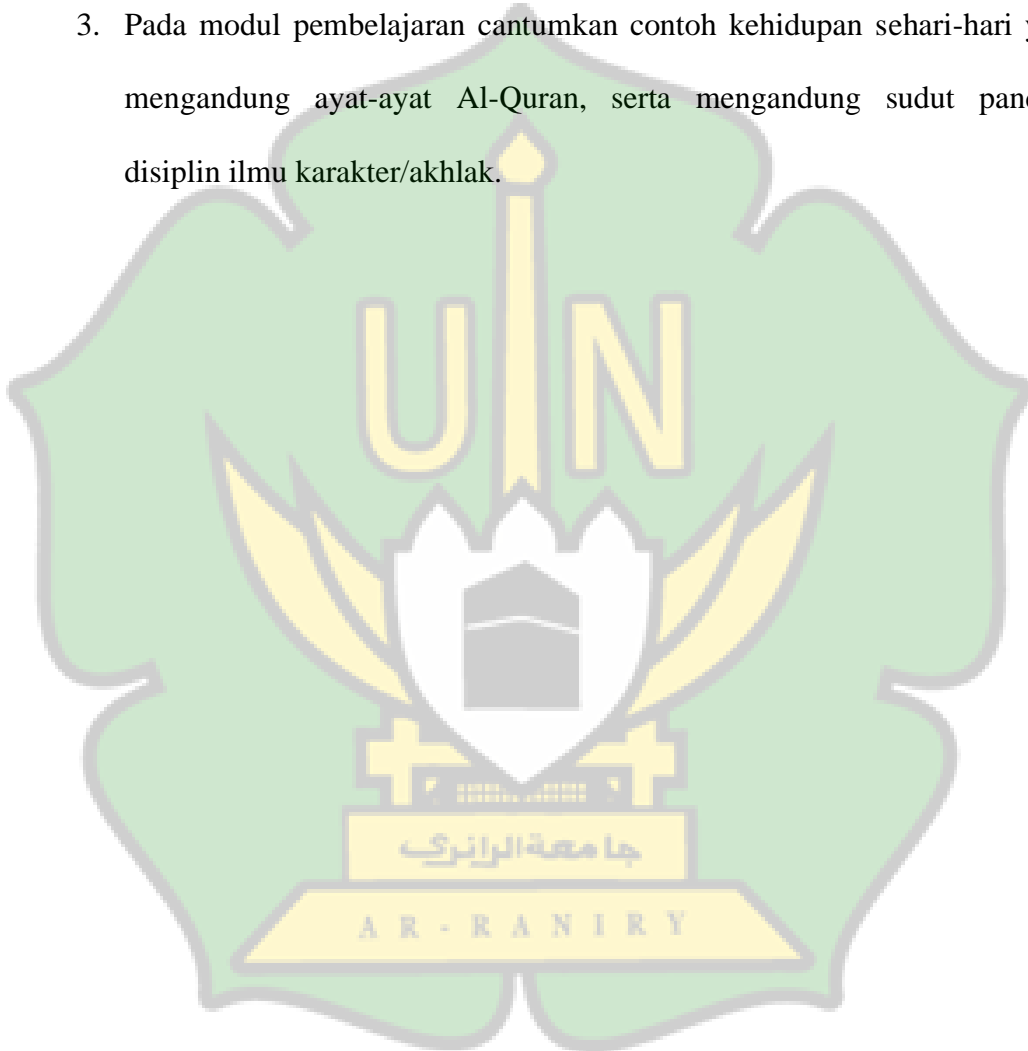 3. Pada modul pembelajaran cantumkan contoh kehidupan sehari-hari
mengandung ayat-ayat Al-Quran, serta mengandung sudut
disiplin ilmu karakter/akhlak.
UIN
جامعة الرانري
AR-RANIRY